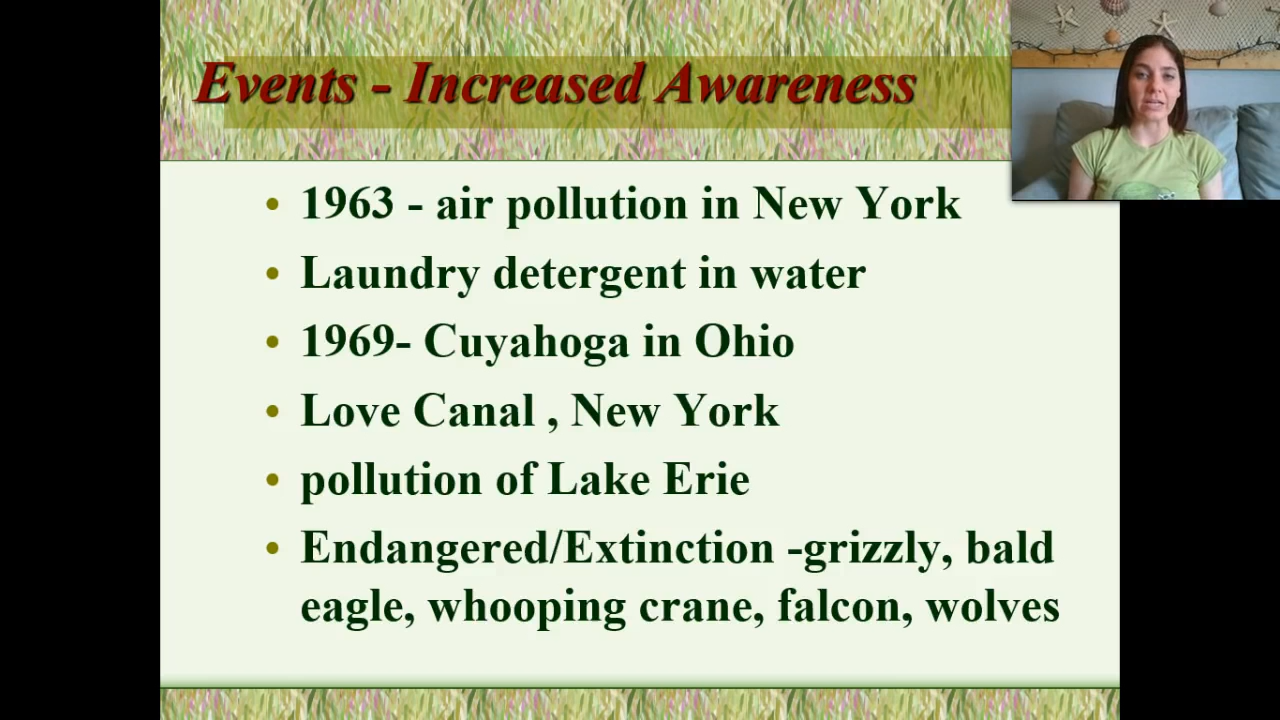 Events - Increased Awareness
• 1963 - air pollution in New York
• Laundry detergent in water
• 1969- Cuyahoga in Ohio
• Love Canal , New York
• pollution of Lake Erie
• Endangered/Extinction -grizzly, bald
eagle, whooping crane, falcon, wolves